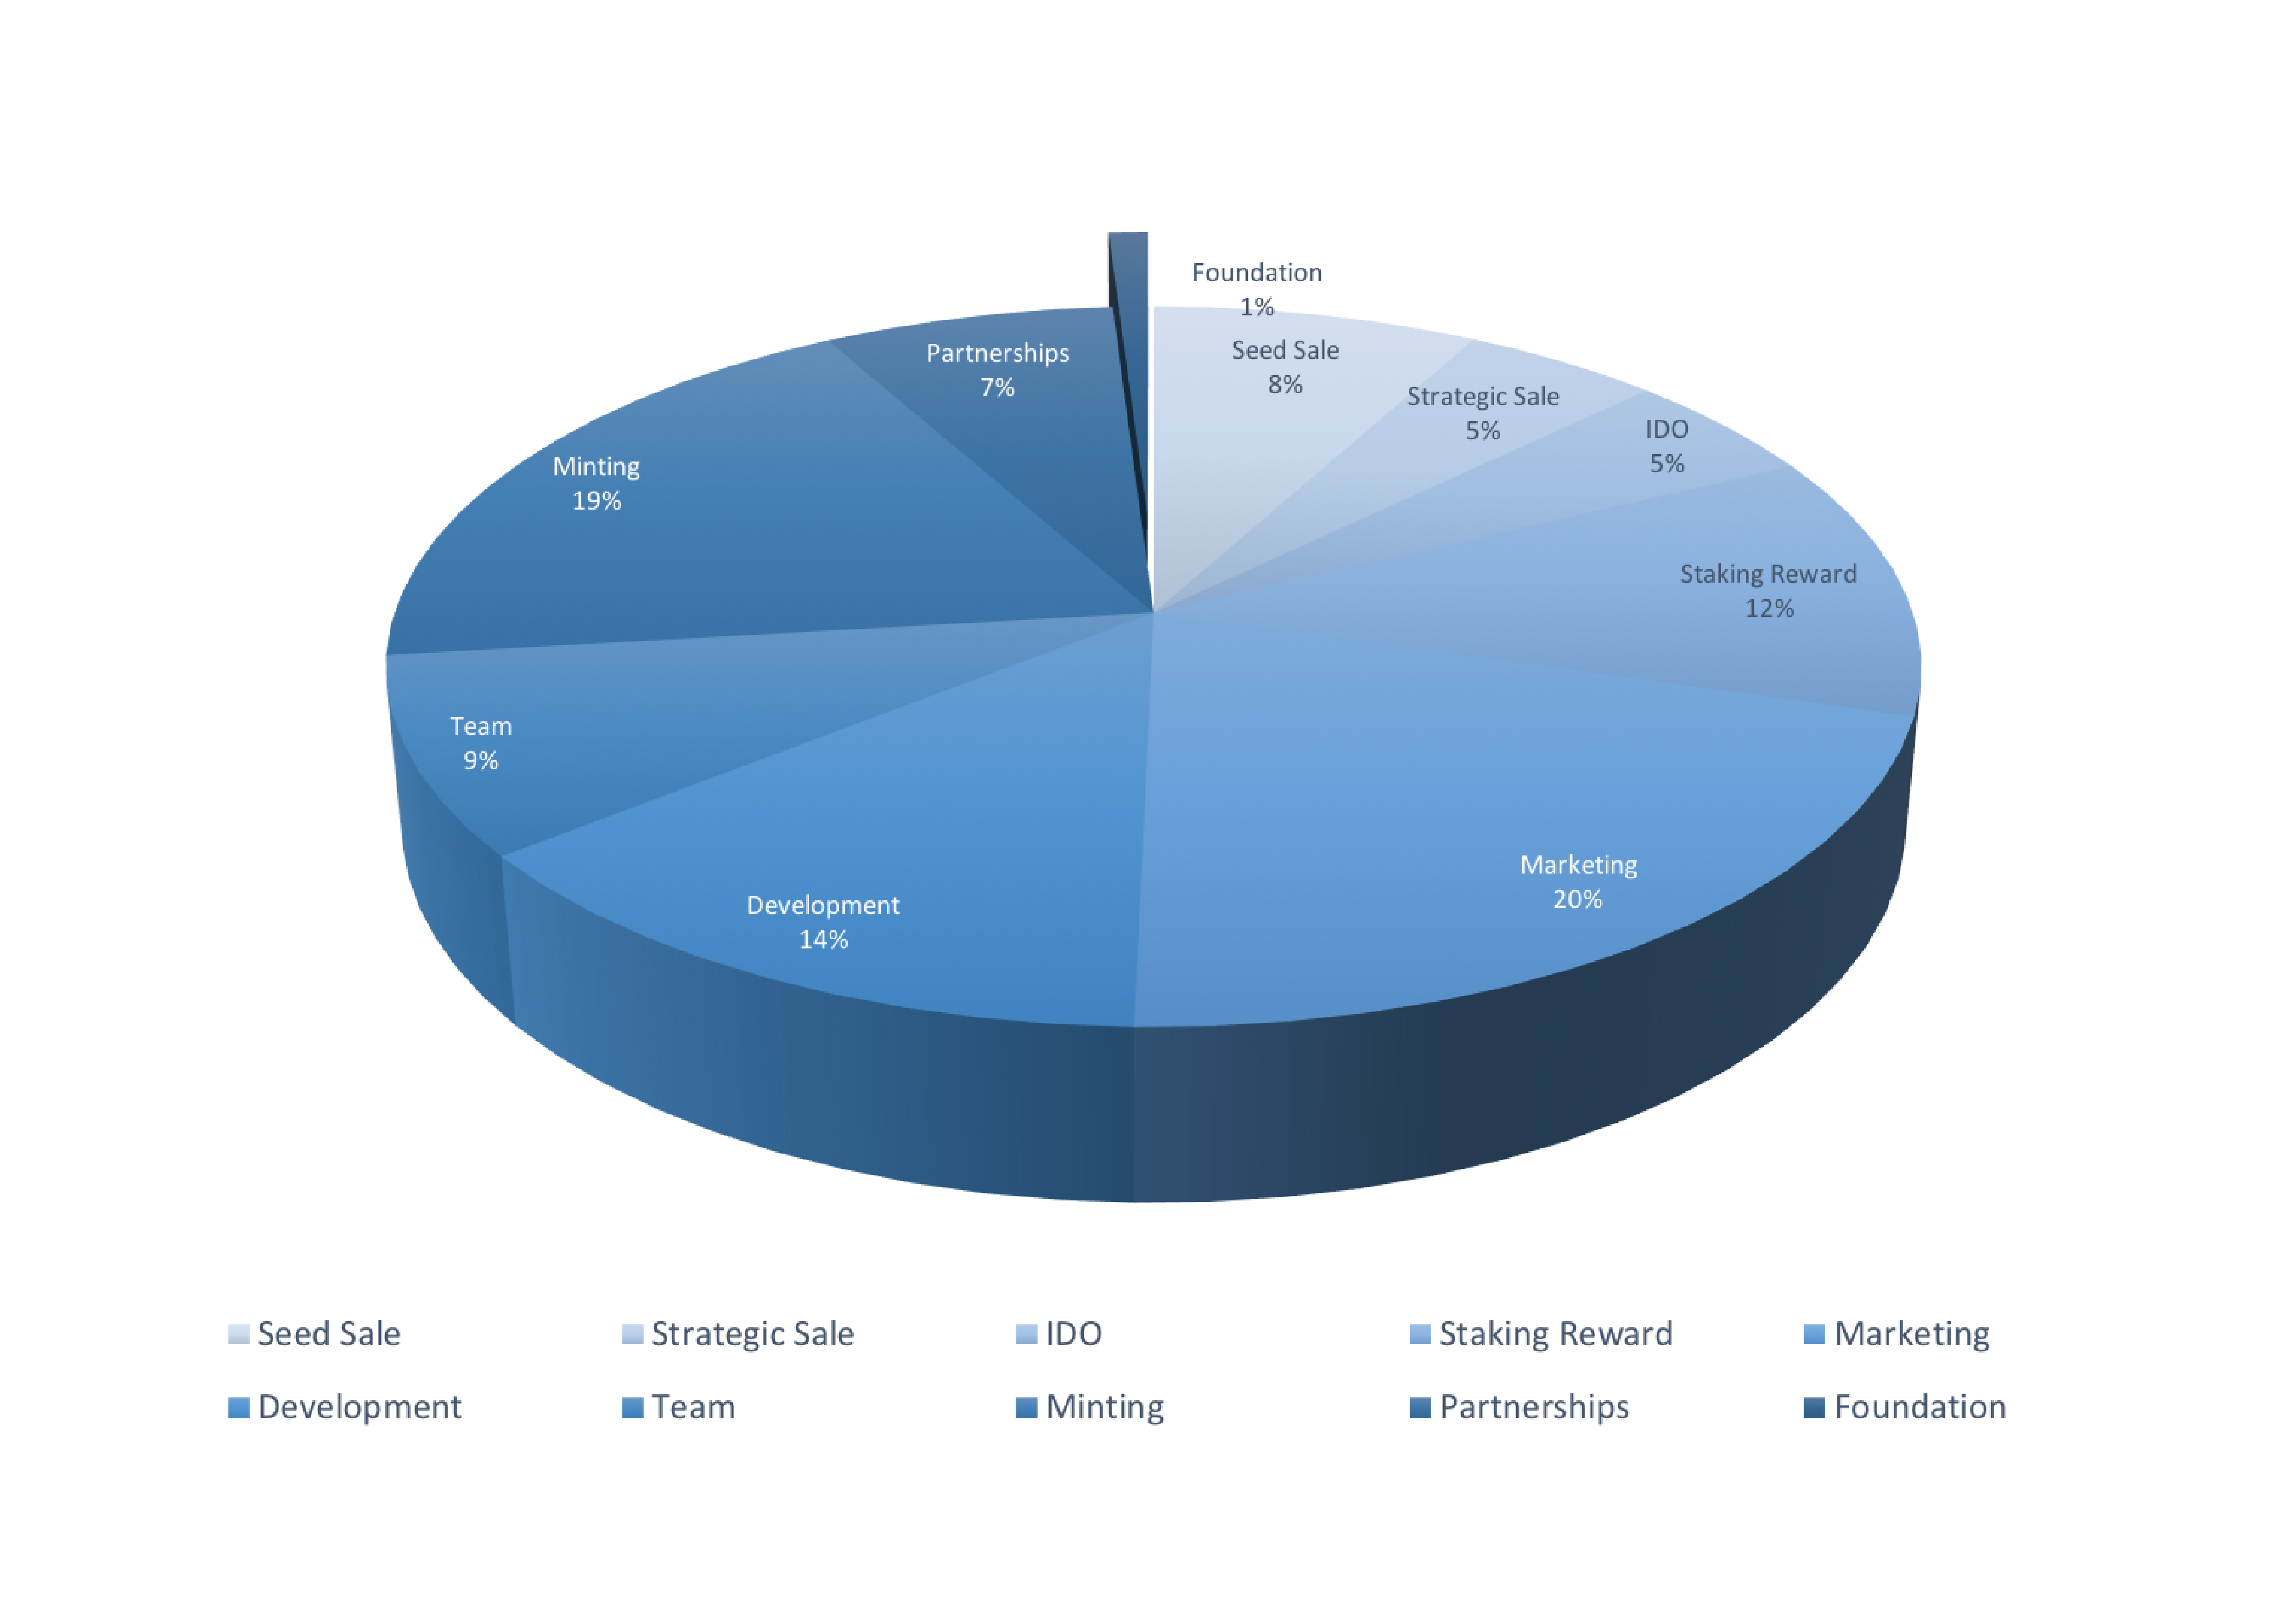 Foundation
1%
Seed Sale
8%
Partnerships
7%
Strategic Sale
5%
IDO
5%
Minting
19%
Staking Reward
12%
Team
9%
Marketing
20%
Development
14%
Seed Sale
Strategic Sale
IDO
Staking Reward
Marketing
Development
Team
Minting
Partnerships
Foundation